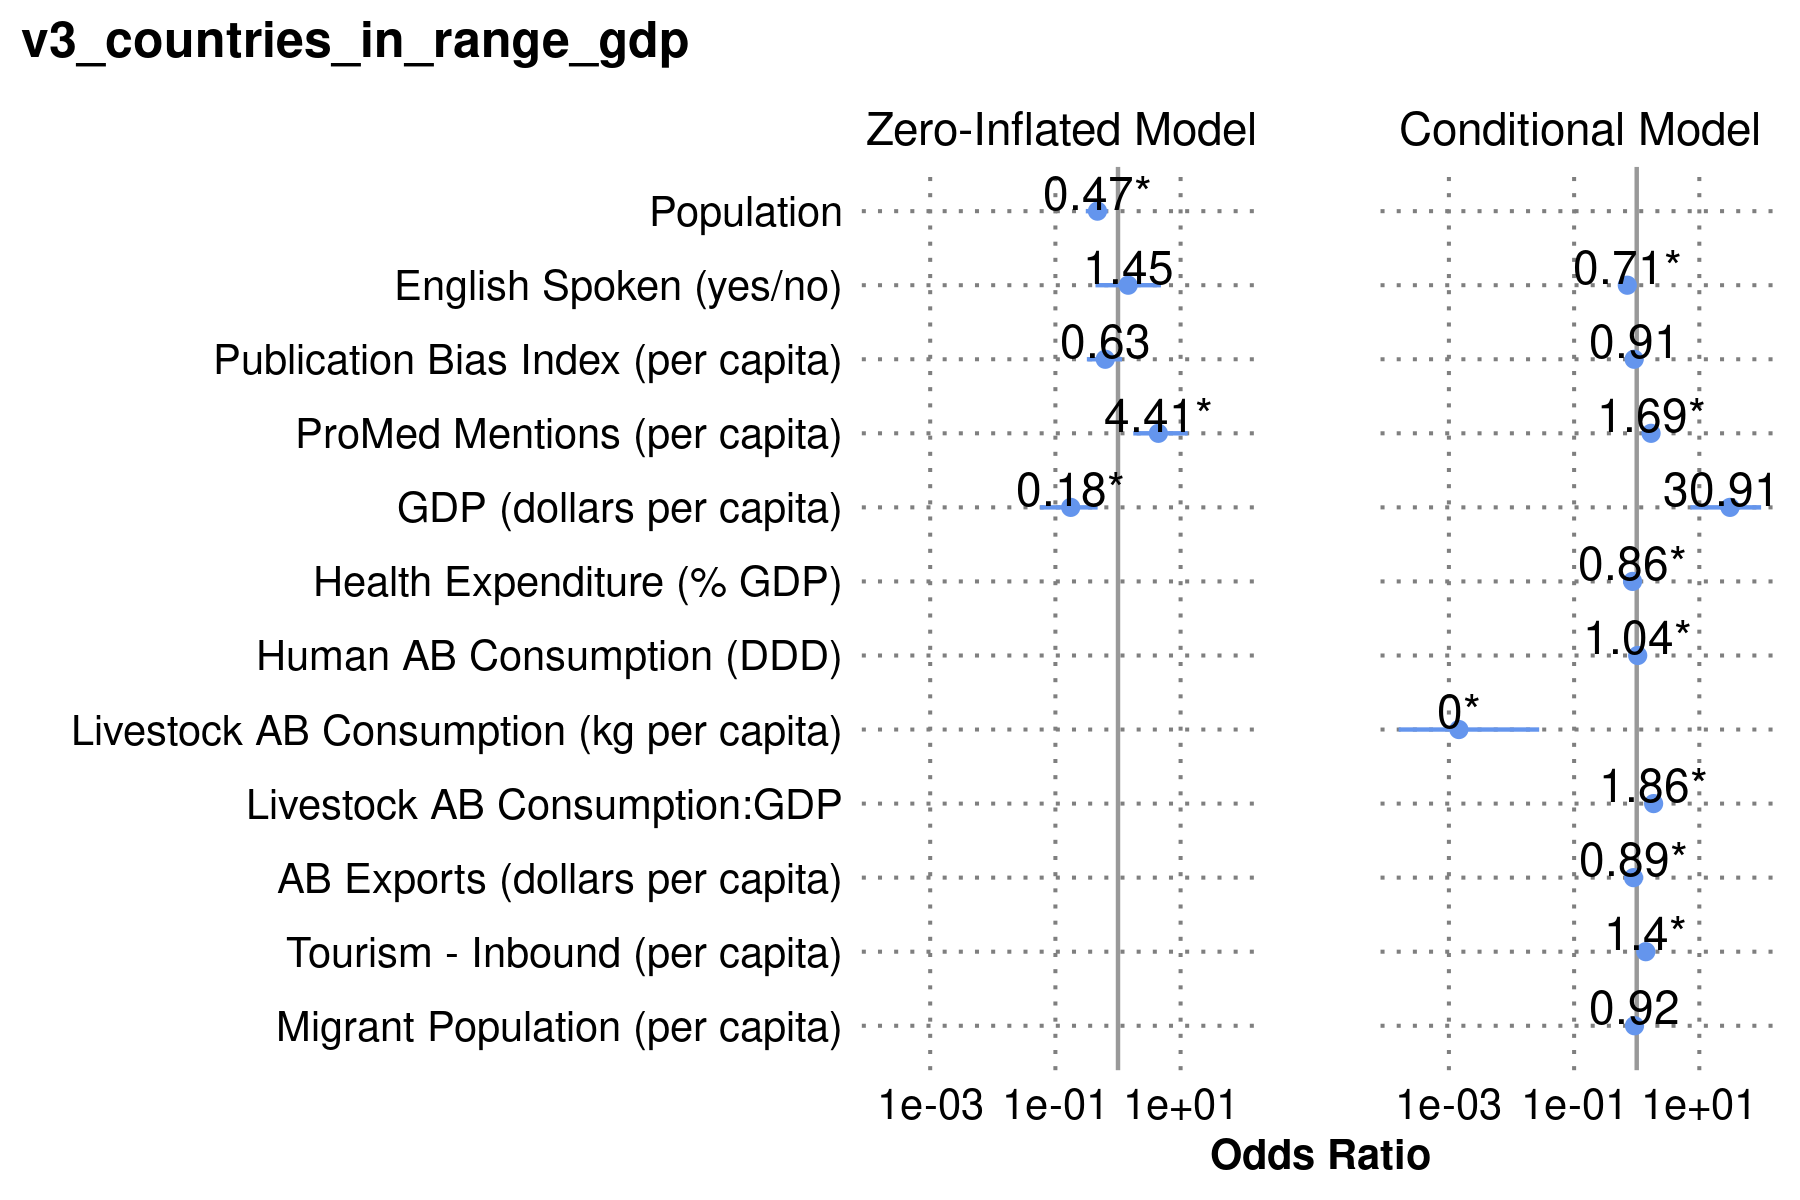 v3_countries_in_range_gdp
Zero-Inflated Model Conditional Model
Population 0.47*
English Spoken (yes/no) 1.45 0.71*
Publication Bias Index (per capita) 0.63 0.91
ProMed Mentions (per capita) 4.41* 1.69*
GDP (dollars per capita) 0.18* 30.91
Health Expenditure (% GDP) 0.86*
Human AB Consumption (DDD) 1.04*
Livestock AB Consumption (kg per capita) 0*
Livestock AB Consumption:GDP 1.86*
AB Exports (dollars per capita) 0.89*
Tourism - Inbound (per capita) 1.4*
Migrant Population (per capita) 0.92
1e-03 1e-01 1e+01 1e-03 1e-01 1e+01
Odds Ratio